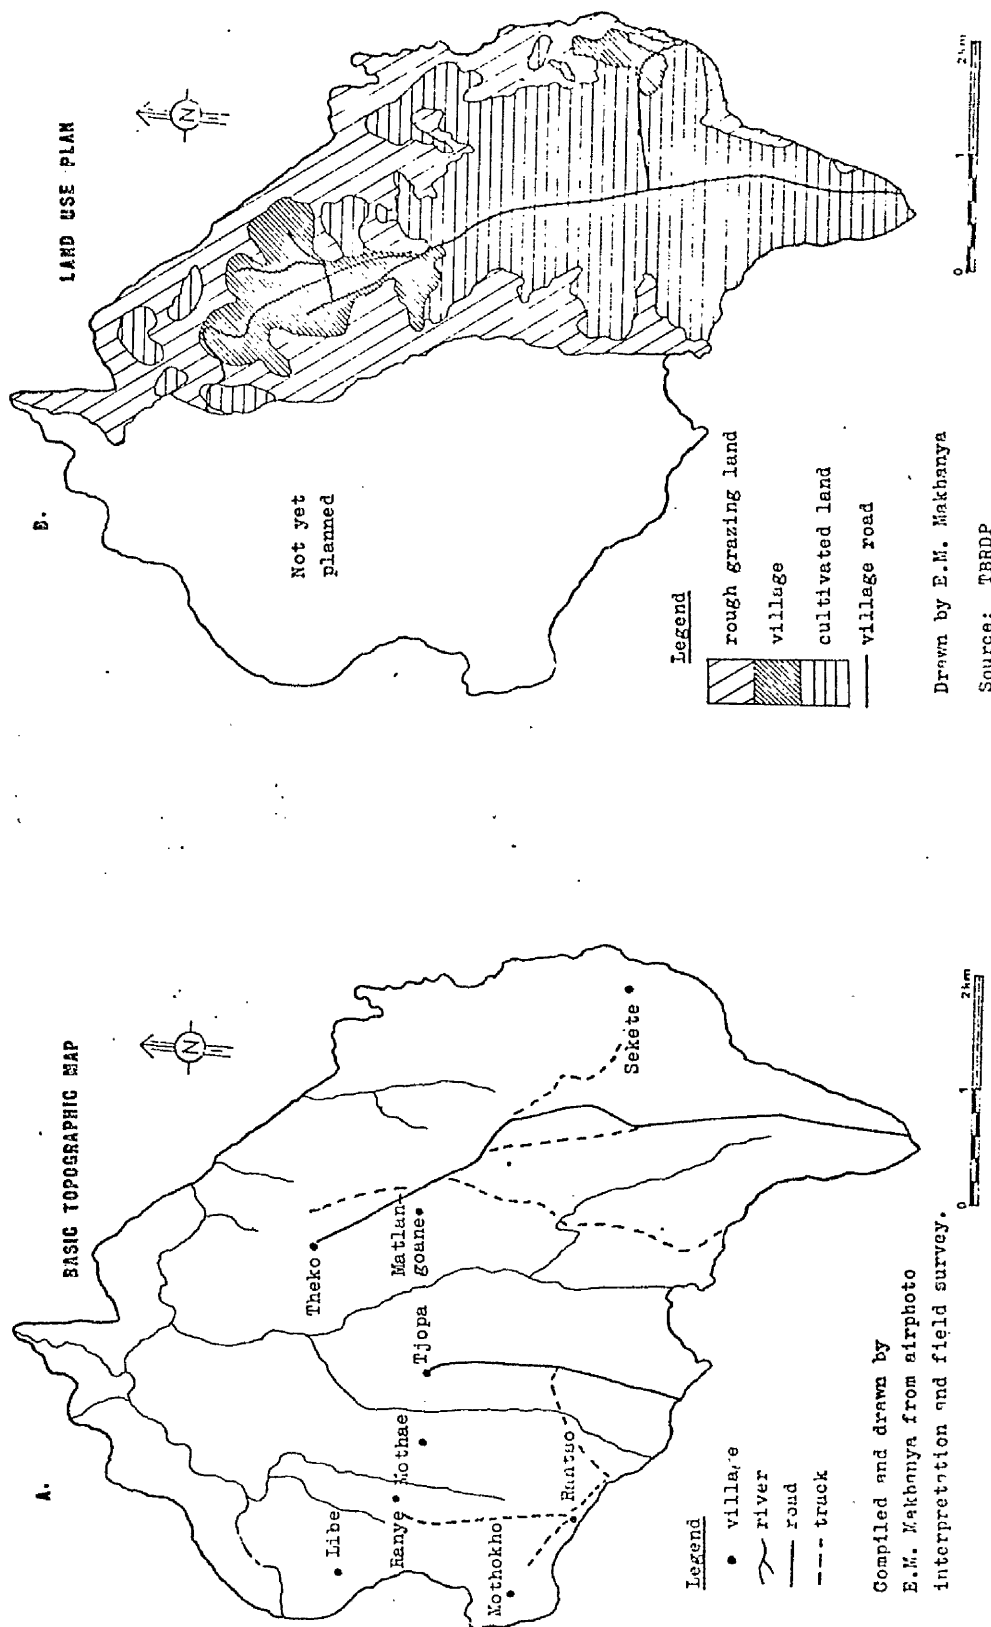 A.
BASIC TOPOGRAPHIC MAP
N
Libe
Ranye
Mothae
Mothokho
Rantso
Tjopa
Theko
Matlan-
goane
Sekete
Legend
village
river
road
track
Compiled and drawn by
E.M. Makhanya from airphoto
interpretation and field survey.
0 1 2km
B.
LAND USE PLAN
N
Not yet
planned
Legend
rough grazing land
village
cultivated land
village road
Drawn by E.M. Makhanya
Source: TBRDP
0 1 2km